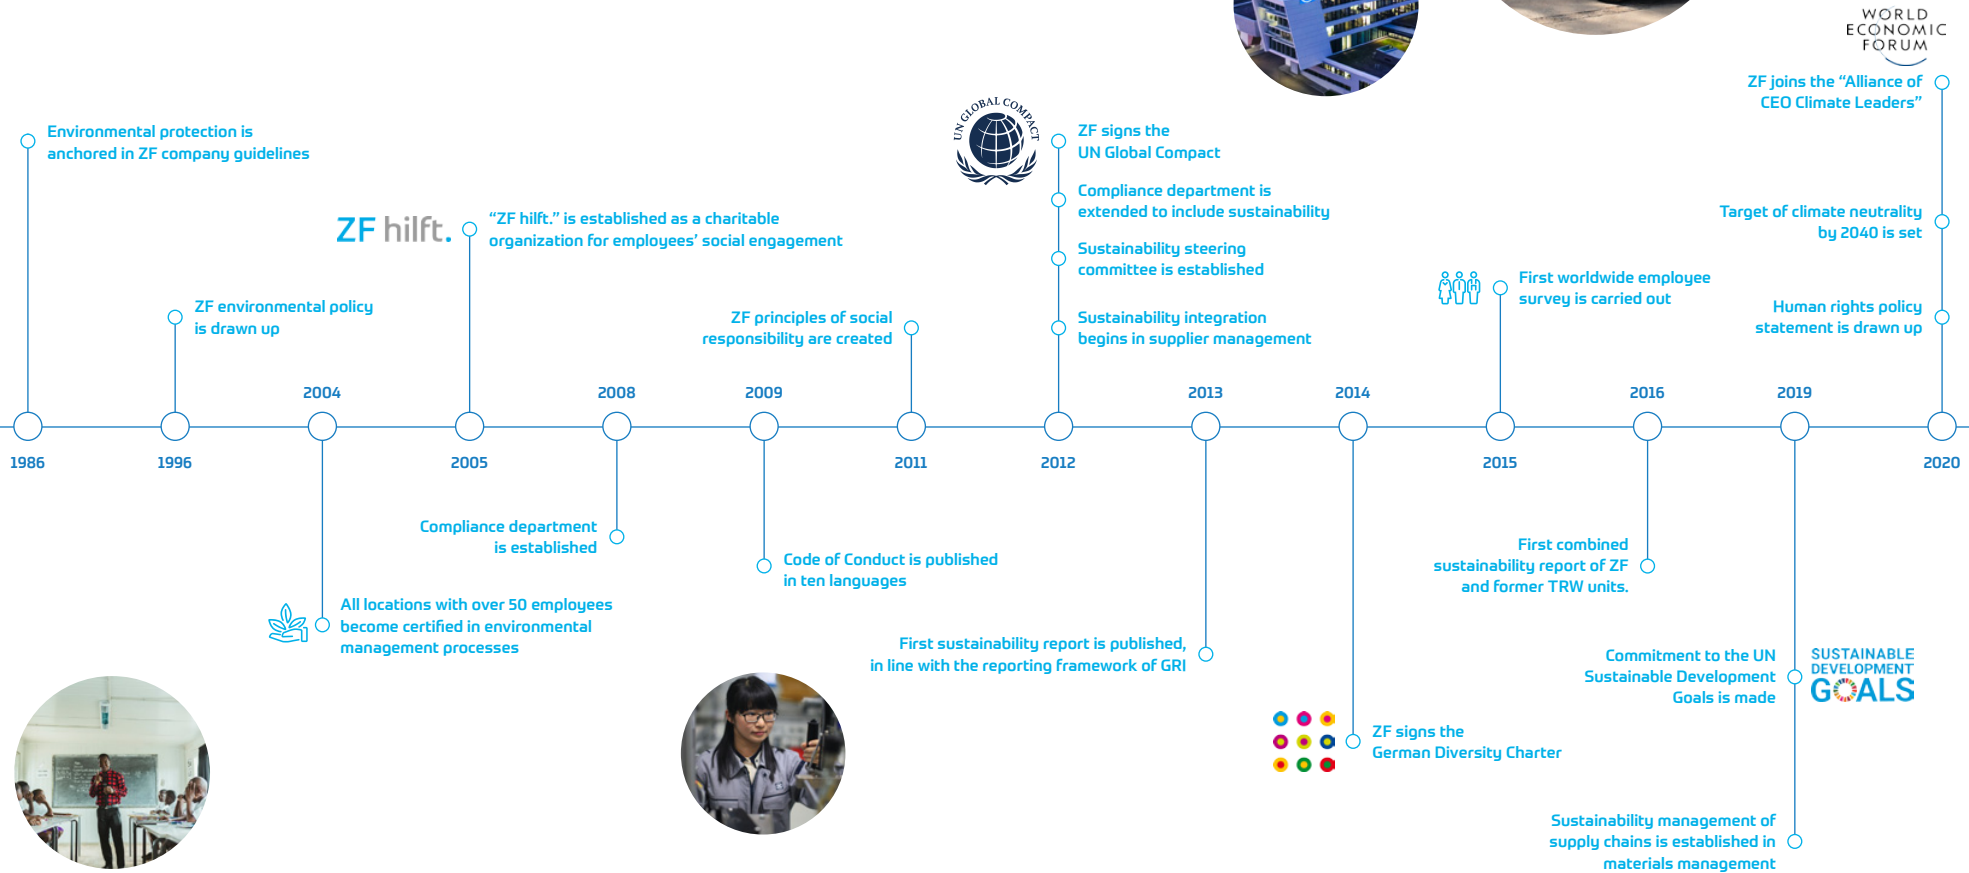 WORLD
ECONOMIC
FORUM
ZF joins the “Alliance of
CEO Climate Leaders”
Target of climate neutrality
by 2040 is set
Human rights policy
statement is drawn up
Environmental protection is
anchored in ZF company guidelines
ZF environmental policy
is drawn up
ZF hilft.
“ZF hilft.” is established as a charitable
organization for employees’ social engagement
ZF principles of social
responsibility are created
UN GLOBAL COMPACT
ZF signs the
UN Global Compact
Compliance department is
extended to include sustainability
Sustainability steering
committee is established
Sustainability integration
begins in supplier management
First worldwide employee
survey is carried out
2004
2008
2009
2013
2014
2016
2019
1986
1996
2005
2011
2012
2015
2020
Compliance department
is established
All locations with over 50 employees
become certified in environmental
management processes
Code of Conduct is published
in ten languages
First sustainability report is published,
in line with the reporting framework of GRI
ZF signs the
German Diversity Charter
First combined
sustainability report of ZF
and former TRW units.
Commitment to the UN
Sustainable Development
Goals is made
SUSTAINABLE
DEVELOPMENT
GOALS
Sustainability management of
supply chains is established in
materials management